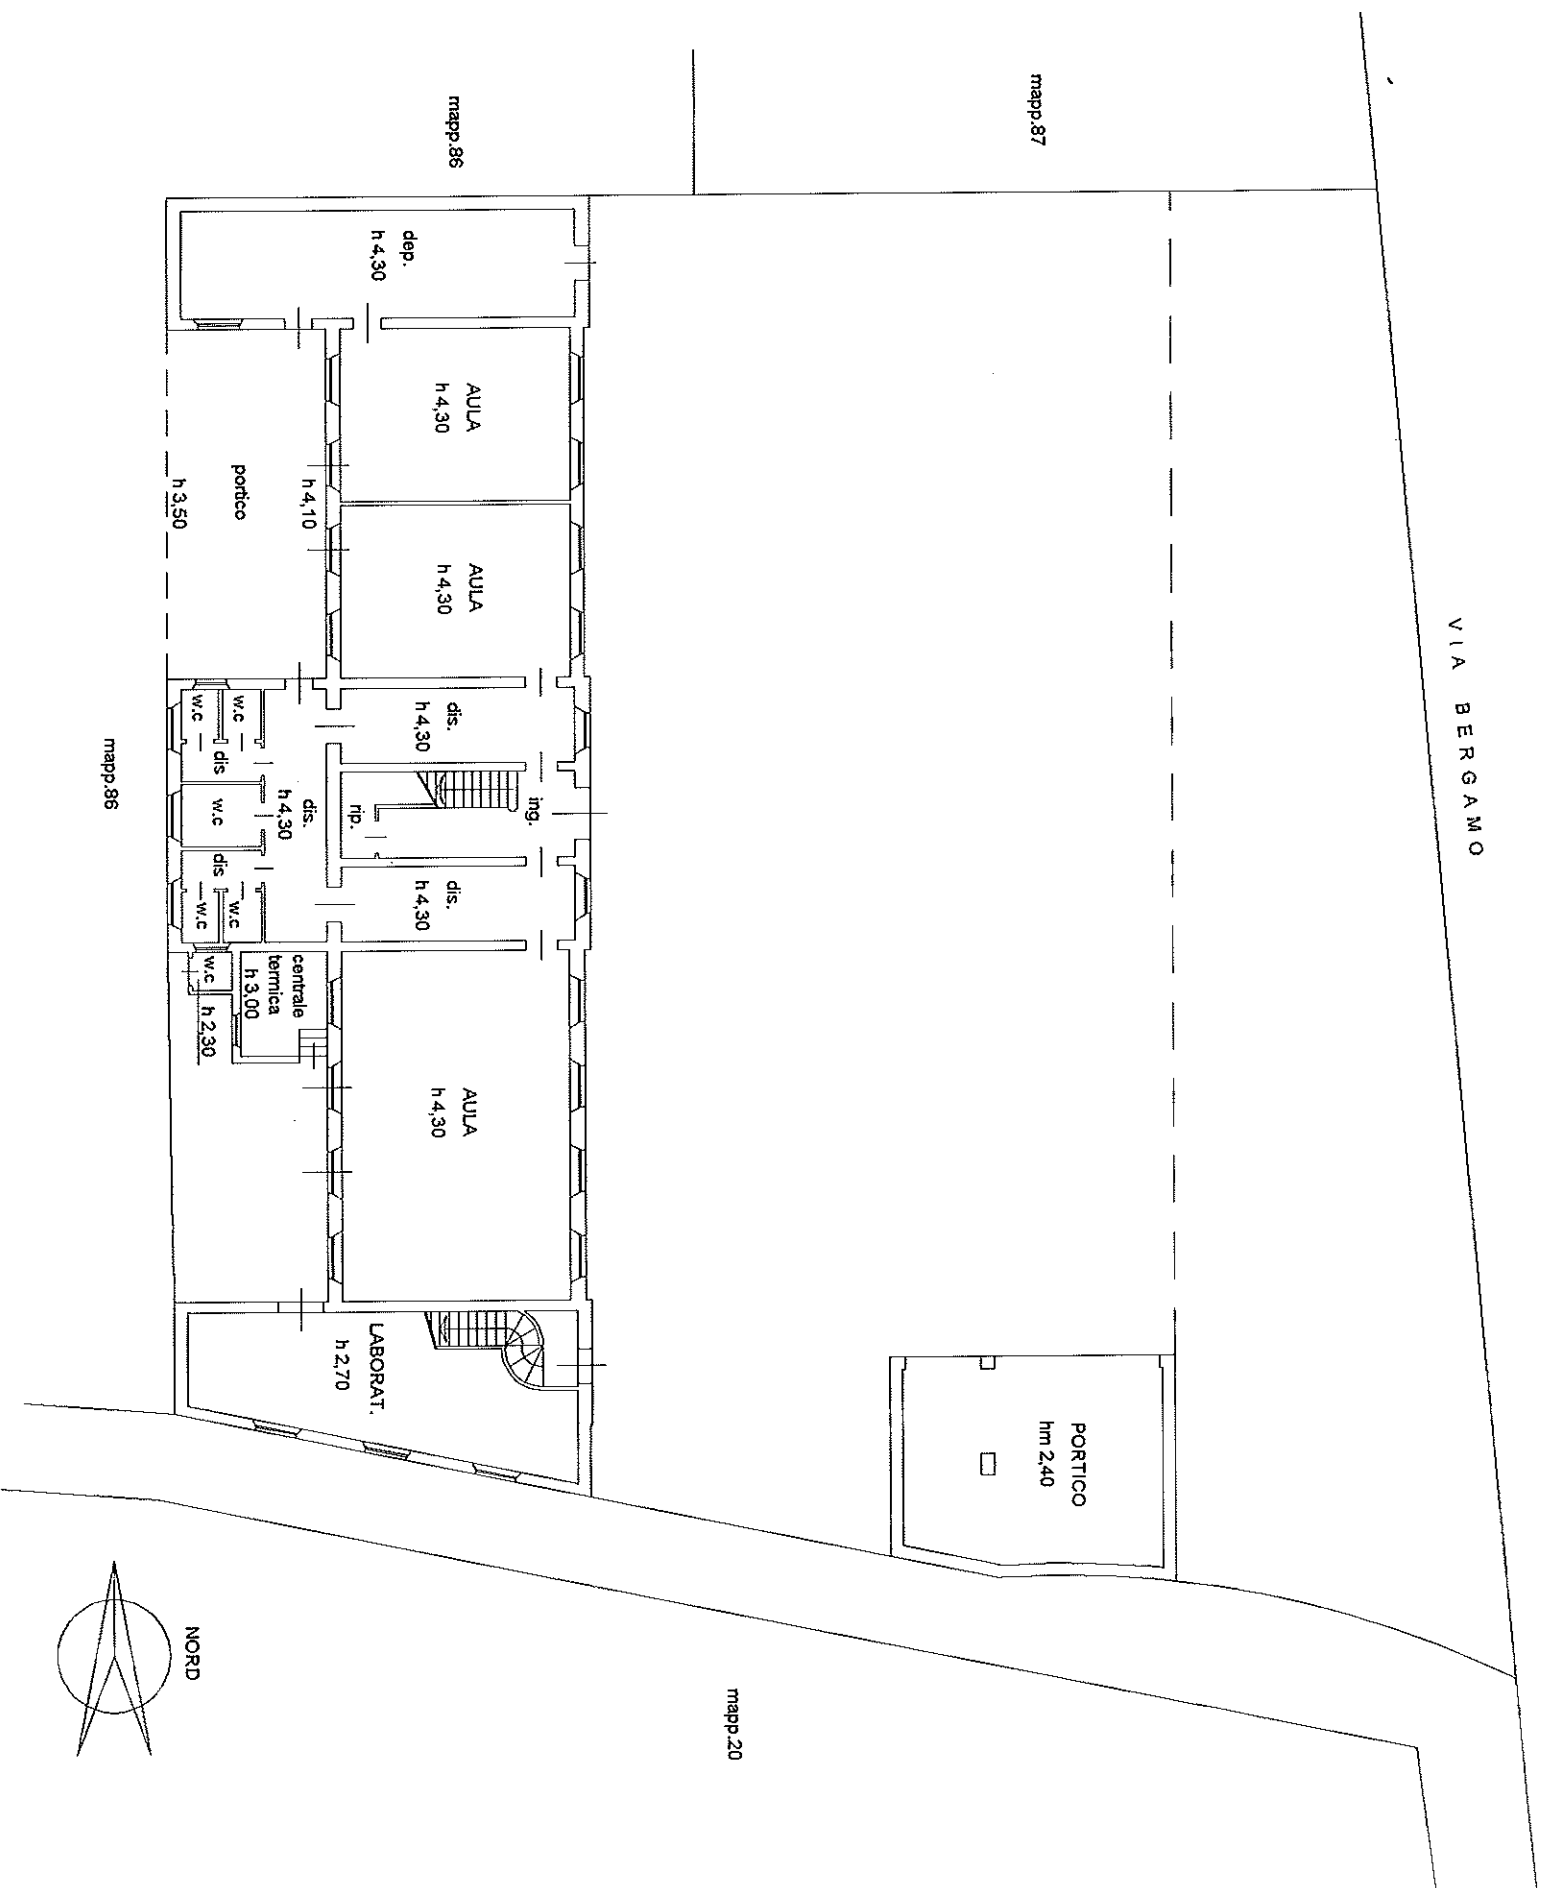 VIA BERGAMO
mapp.87
mapp.86
PORTICO
hm 2,40
mapp.20
ing.
dep.
h 4,30
AULA
h 4,30
AULA
h 4,30
dis.
h 4,30
rip.
dis.
h 4,30
AULA
h 4,30
LABORAT.
h 2,70
h 4,10
portico
h 3,50
dis.
h 4,30
w.c
w.c
dis
w.c
dis
w.c
w.c
centrale
termica
h 3,00
w.c
h 2,30
mapp.86
NORD